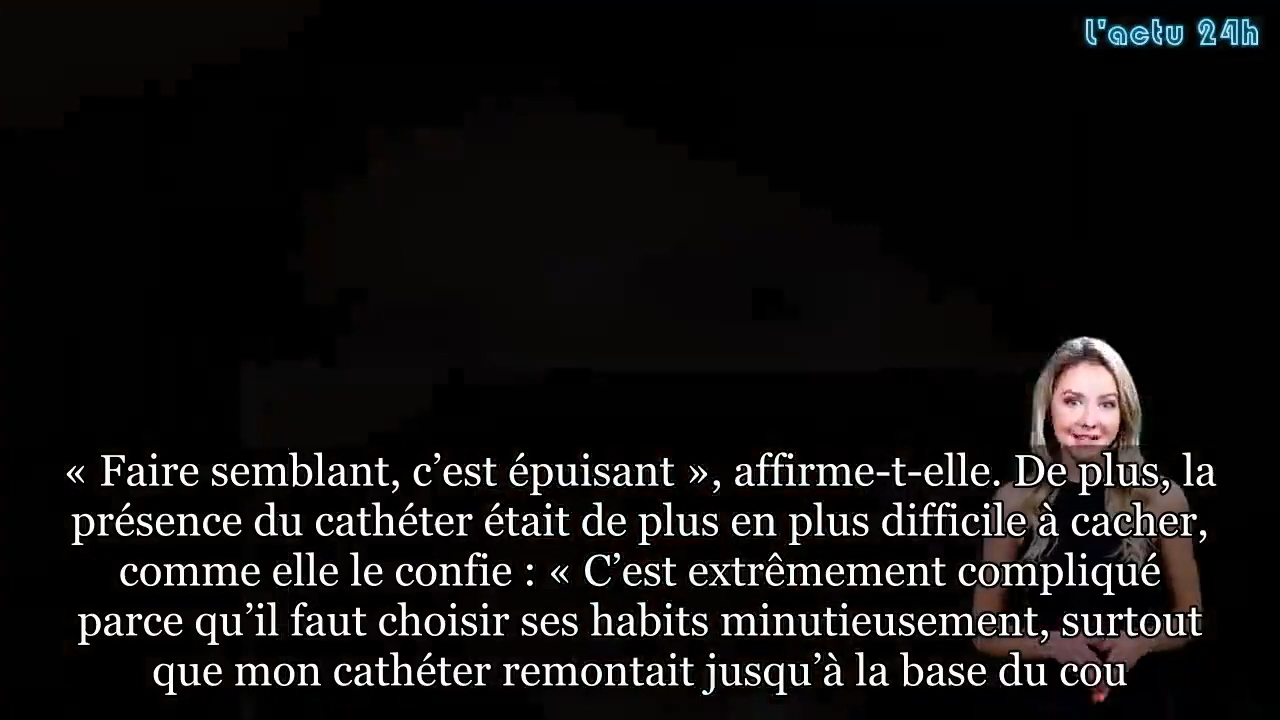 l'actu 24h
« Faire semblant, c’est épuisant », affirme-t-elle. De plus, la
présence du cathéter était de plus en plus difficile à cacher,
comme elle le confie : « C’est extrêmement compliqué
parce qu’il faut choisir ses habits minutieusement, surtout
que mon cathéter remontait jusqu’à la base du cou